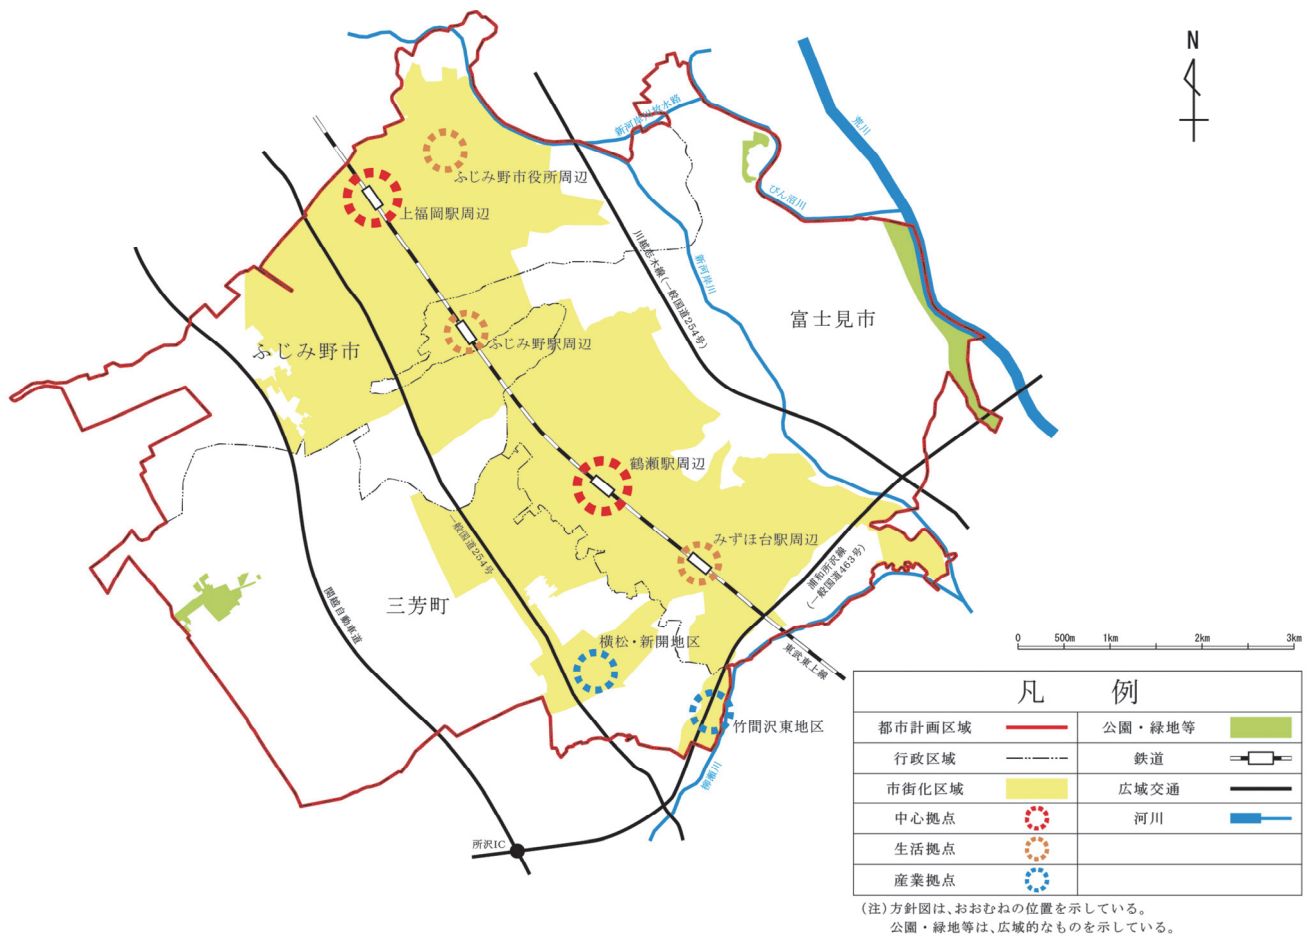 N
新河岸川放水路
荒川
ふじみ野市役所周辺
びん沼川
上福岡駅周辺
川越志木線(一般国道254号)
新河岸川
富士見市
ふじみ野市
ふじみ野駅周辺
鶴瀬駅周辺
一般国道254号
みずほ台駅周辺
浦和所沢線
(一般国道463号)
関越自動車道
三芳町
横松・新開地区
東武東上線
竹間沢東地区
柳瀬川
所沢IC
0 500m 1km 2km 3km
凡 例
都市計画区域 公園・緑地等
行政区域 鉄道
市街化区域 広域交通
中心拠点 河川
生活拠点
産業拠点
(注)方針図は、おおむねの位置を示している。
公園・緑地等は、広域的なものを示している。